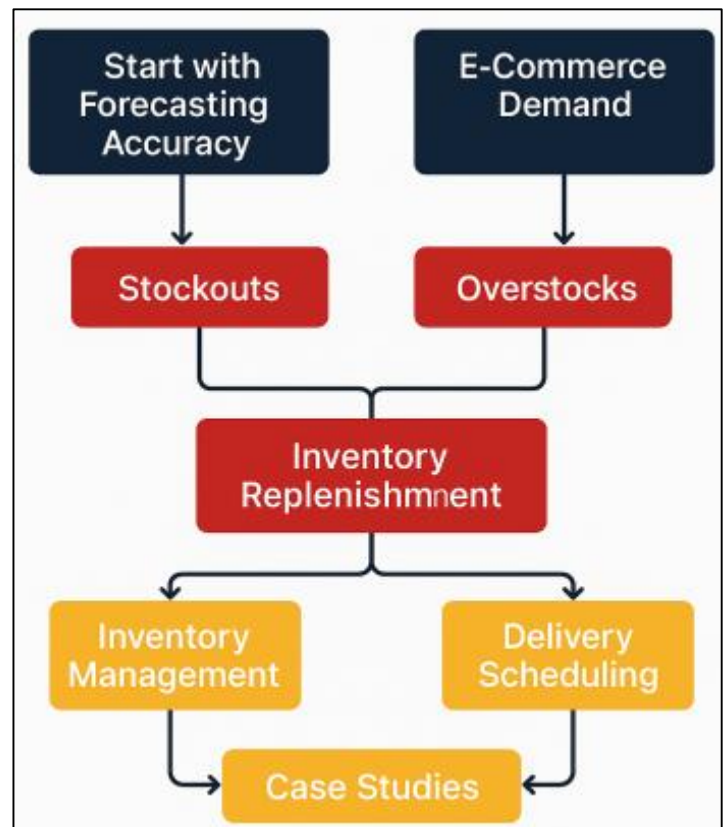 Start with
Forecasting
Accuracy
E-Commerce
Demand
Stockouts
Overstocks
Inventory
Replenishmnent
Inventory
Management
Delivery
Scheduling
Case Studies